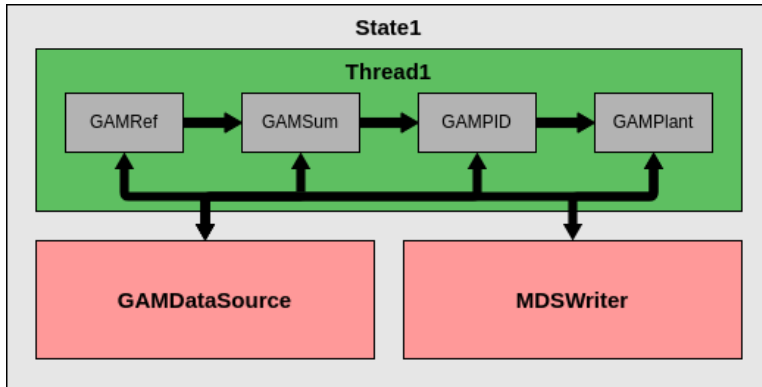 State1
Thread1
GAMRef
GAMSum
GAMPID
GAMPlant
GAMDataSource
MDSWriter